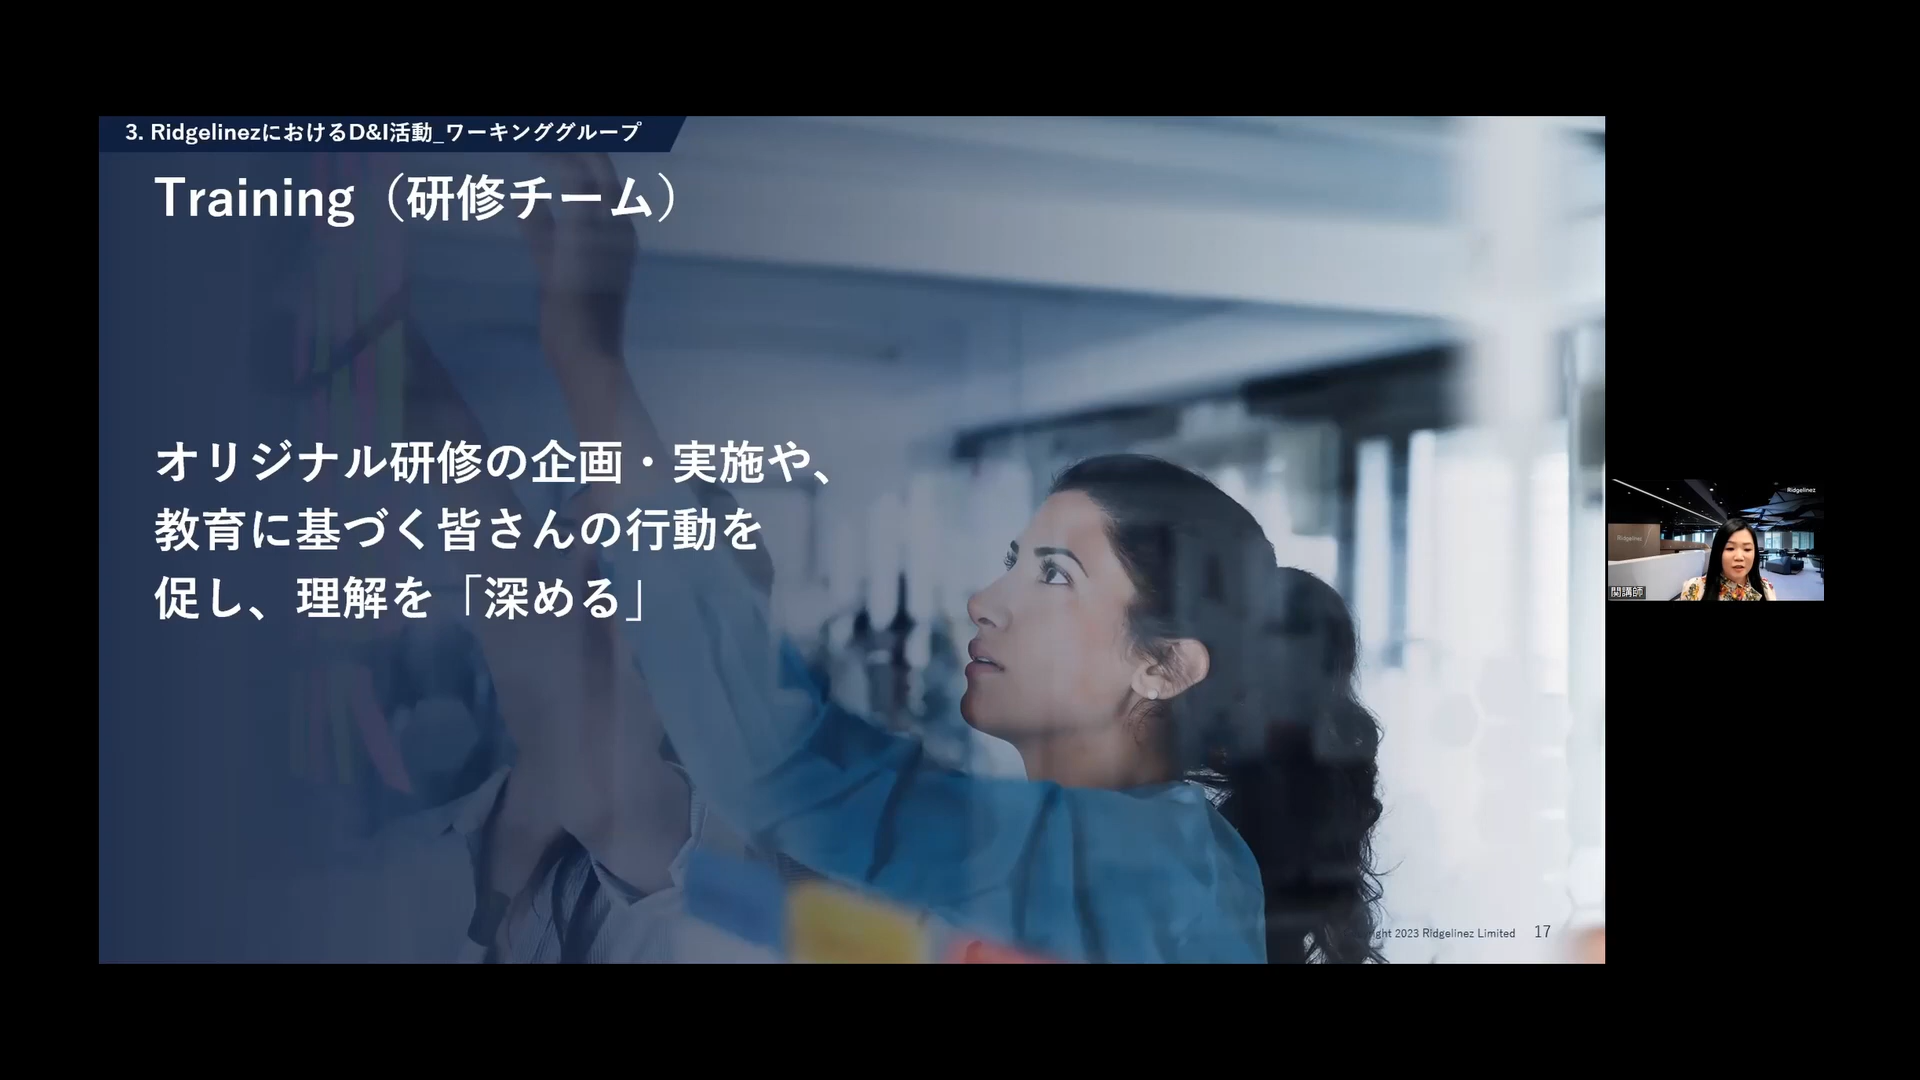 3. RidgelinezにおけるD&I活動_ワーキンググループ
Training（研修チーム）
オリジナル研修の企画・実施や、
教育に基づく皆さんの行動を
促し、理解を「深める」
2023 Ridgelinez Limited 17
Ridgelinez
Ridgelinez
関講師